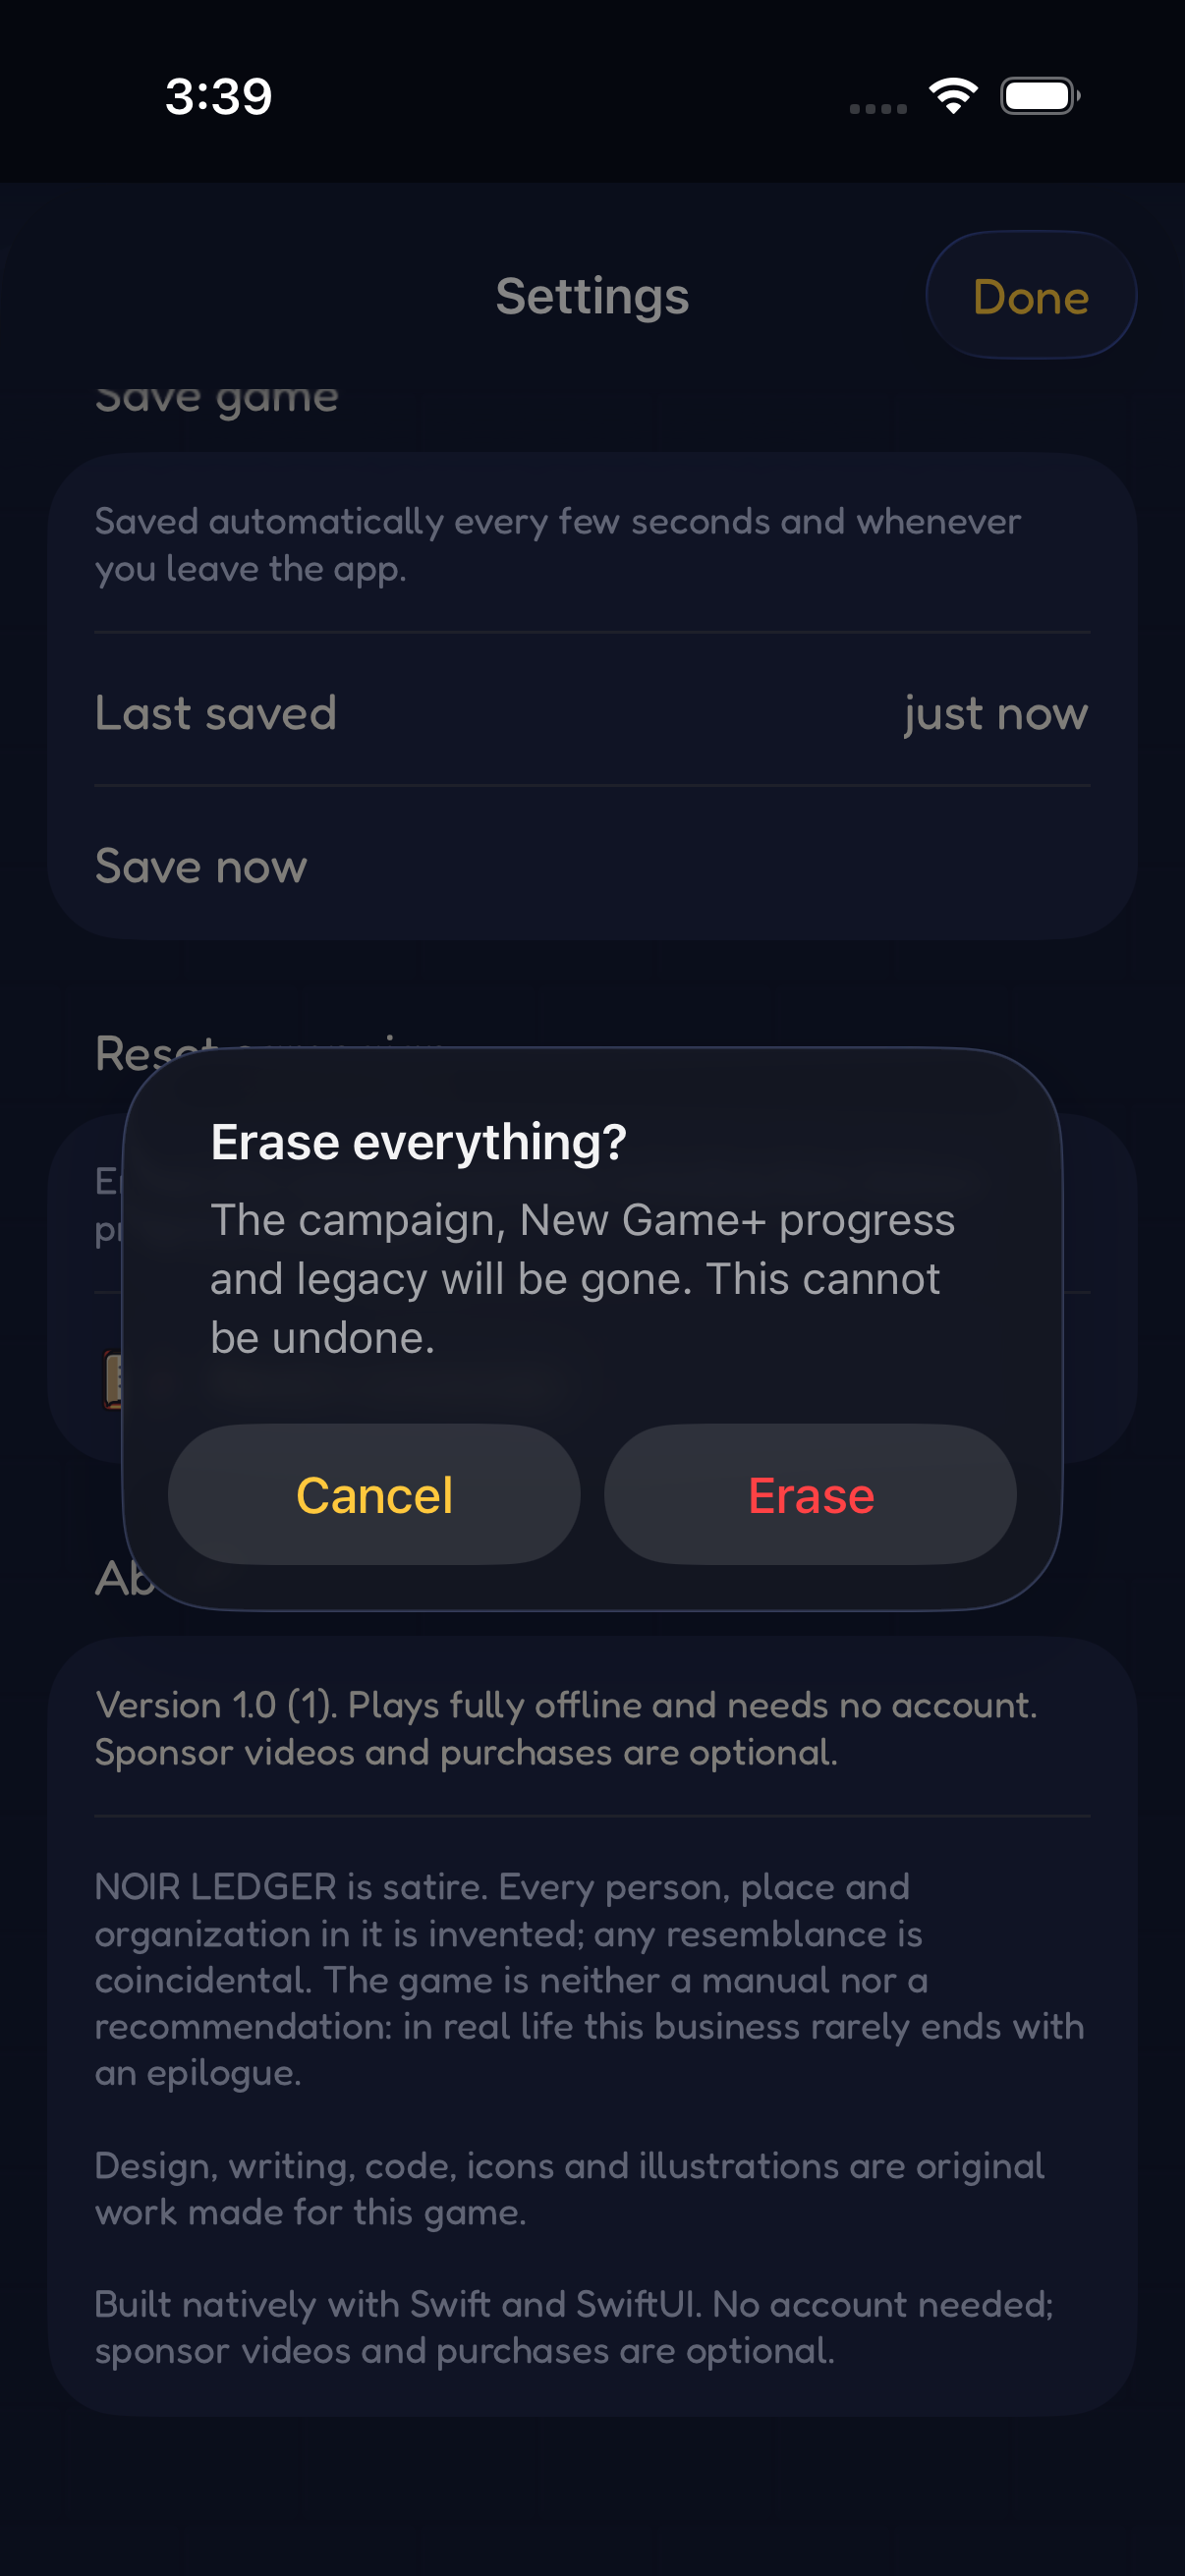 3:39
Settings
Done
Save game
Saved automatically every few seconds and whenever
you leave the app.
Last saved
just now
Save now
Reset
Erase everything?
The campaign, New Game+ progress
and legacy will be gone. This cannot
be undone.
Cancel
Erase
Version 1.0 (1). Plays fully offline and needs no account.
Sponsor videos and purchases are optional.
NOIR LEDGER is satire. Every person, place and
organization in it is invented; any resemblance is
coincidental. The game is neither a manual nor a
recommendation: in real life this business rarely ends with
an epilogue.
Design, writing, code, icons and illustrations are original
work made for this game.
Built natively with Swift and SwiftUI. No account needed;
sponsor videos and purchases are optional.